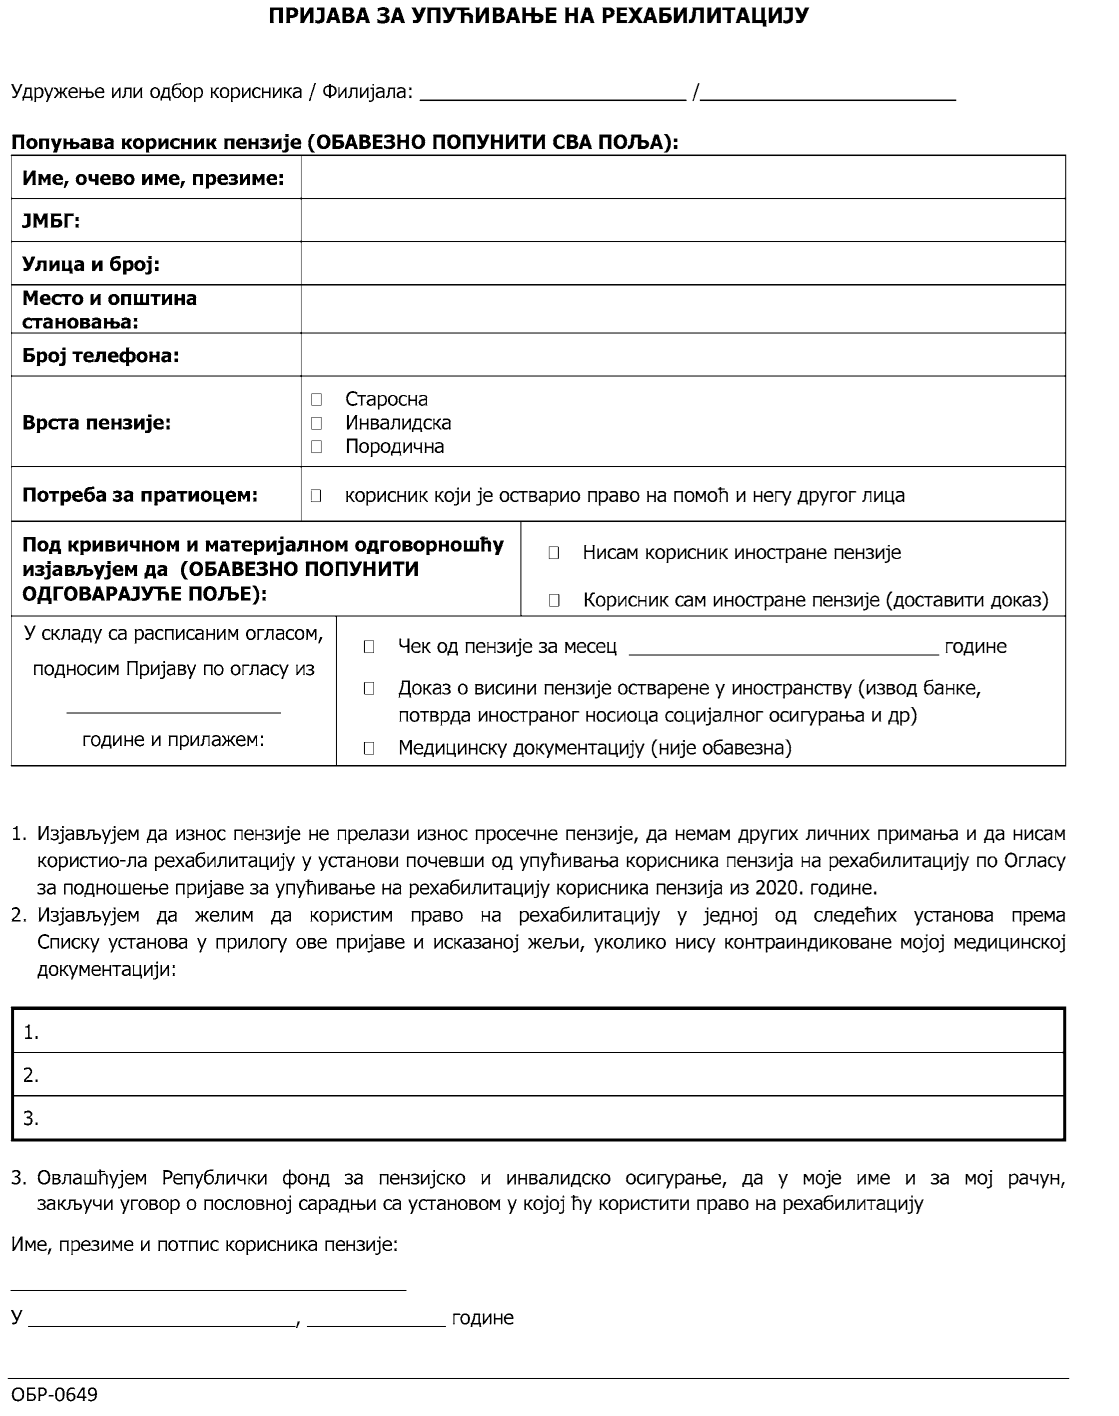 ПРИЈАВА ЗА УПУЋИВАЊЕ НА РЕХАБИЛИТАЦИЈУ
Удружење или одбор корисника / Филијала: ________________________ /_______________________
Попуњава корисник пензије (ОБАВЕЗНО ПОПУНИТИ СВА ПОЉА):
Име, очево име, презиме:
ЈМБГ:
Улица и број:
Место и општина
становања:
Број телефона:
Врста пензије:
☐ Старосна
☐ Инвалидска
☐ Породична
Потреба за пратиоцем:
☐ корисник који је остварио право на помоћ и негу другог лица
Под кривичном и материјалном одговорношћу
изјављујем да (ОБАВЕЗНО ПОПУНИТИ
ОДГОВАРАЈУЋЕ ПОЉЕ):
☐ Нисам корисник иностране пензије
☐ Корисник сам иностране пензије (доставити доказ)
У складу са расписаним огласом,
подносим Пријаву по огласу из
____________________
године и прилажем:
☐ Чек од пензије за месец ____________________________ године
☐ Доказ о висини пензије остварене у иностранству (извод банке,
потврда иностраног носиоца социјалног осигурања и др)
☐ Медицинску документацију (није обавезна)
1. Изјављујем да износ пензије не прелази износ просечне пензије, да немам других личних примања и да нисам
користио-ла рехабилитацију у установи почевши од упућивања корисника пензија на рехабилитацију по Огласу
за подношење пријаве за упућивање на рехабилитацију корисника пензија из 2020. године.
2. Изјављујем да желим да користим право на рехабилитацију у једној од следећих установа према
Списку установа у прилогу ове пријаве и исказаној жељи, уколико нису контраиндиковане мојој медицинској
документацији:
1.
2.
3.
3. Овлашћујем Републички фонд за пензијско и инвалидско осигурање, да у моје име и за мој рачун,
закључи уговор о пословној сарадњи са установом у којој ћу користити право на рехабилитацију
Име, презиме и потпис корисника пензије:
____________________________________
У ________________________, ____________ године
ОБР-0649